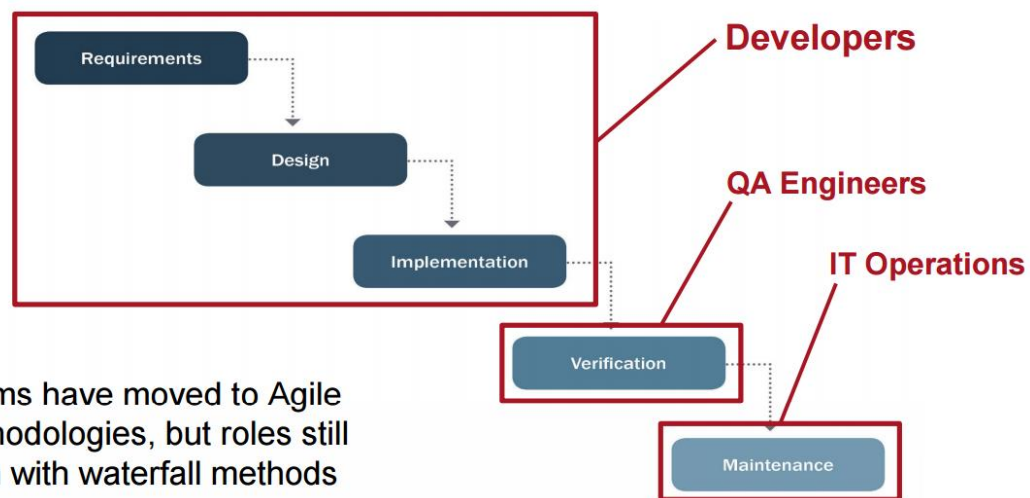 Developers
Requirements
Design
QA Engineers
Implementation
IT Operations
Verification
ms have moved to Agile
hodologies, but roles still
with waterfall methods
Maintenance